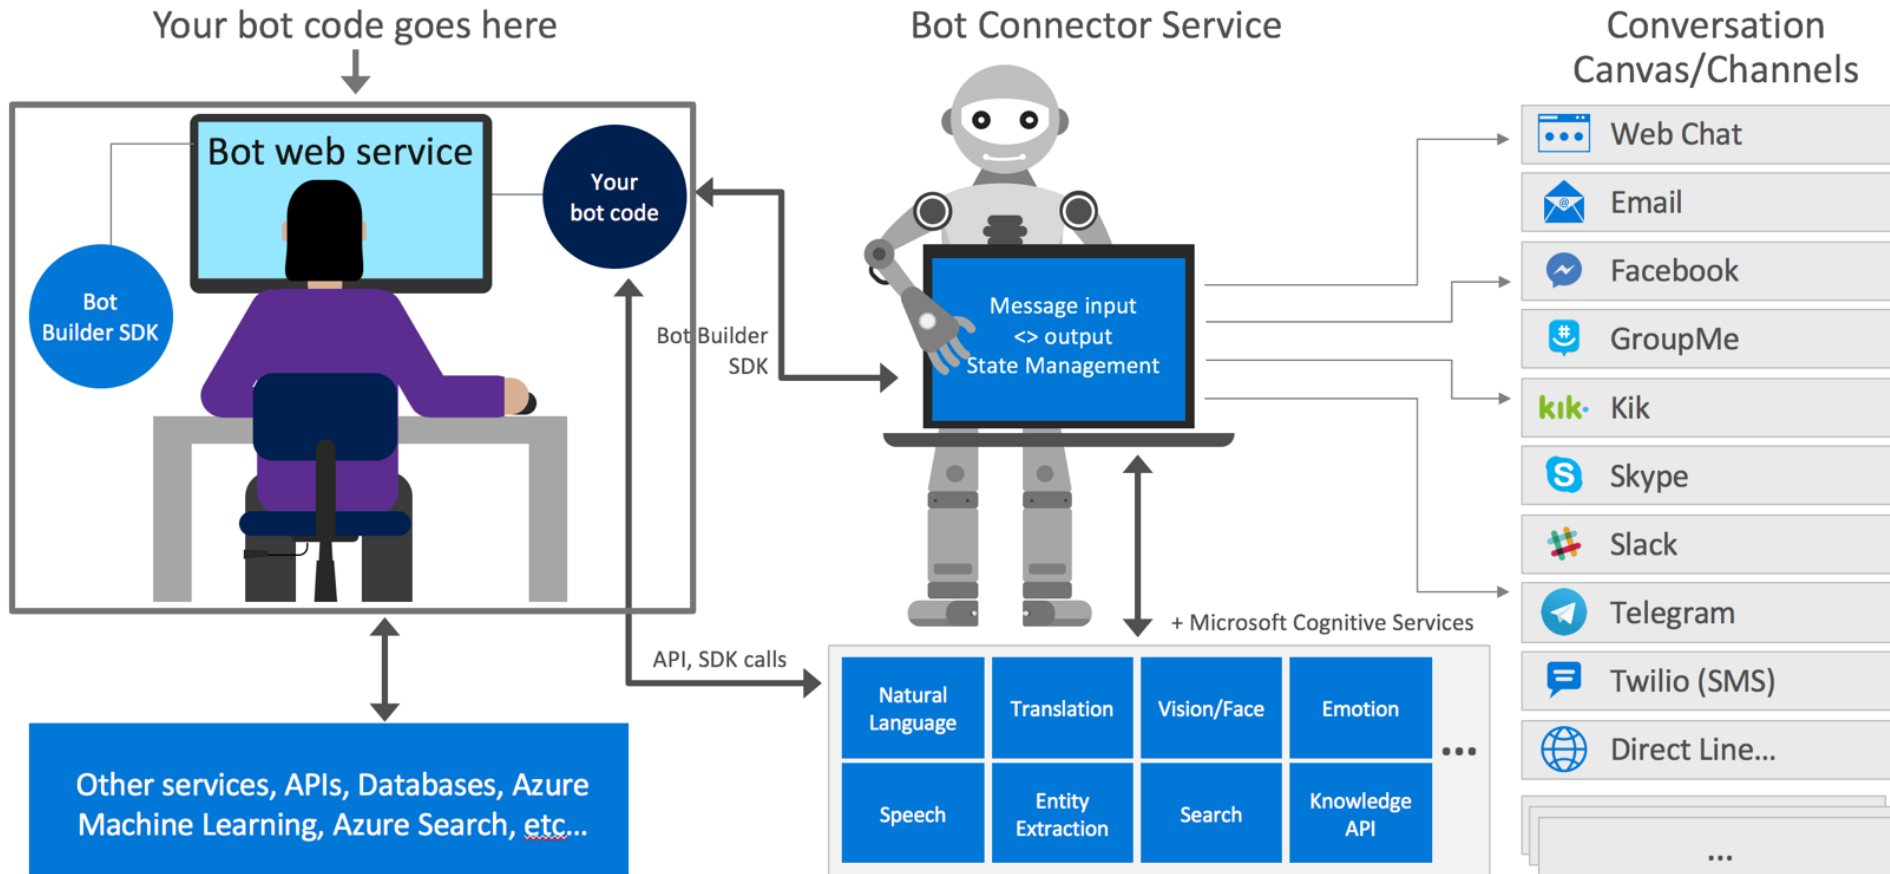 Your bot code goes here
Bot web service
Your
bot code
Bot
Builder SDK
Bot Builder
SDK
API, SDK calls
Other services, APIs, Databases, Azure
Machine Learning, Azure Search, etc...
Bot Connector Service
Message input
<> output
State Management
+ Microsoft Cognitive Services
Natural
Language
Translation
Vision/Face
Emotion
...
Speech
Entity
Extraction
Search
Knowledge
API
Conversation
Canvas/Channels
Web Chat
@
Email
Facebook
#
GroupMe
kik.
Kik
S
Skype
Slack
Telegram
Twilio (SMS)
Direct Line...
...